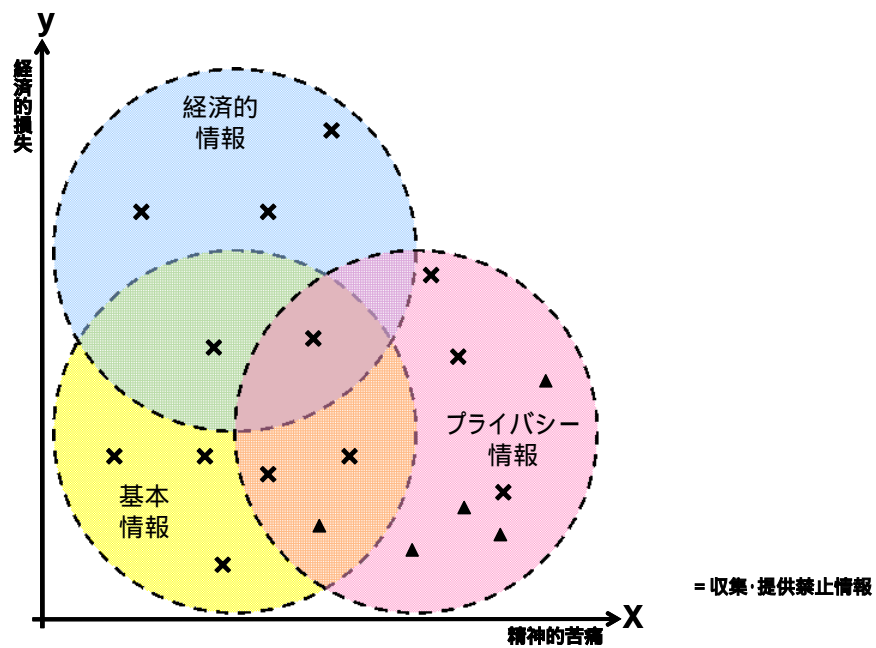 y
経済的損失
経済的
情報
プライバシー
情報
基本
情報
= 収集・提供禁止情報
X
精神的苦痛